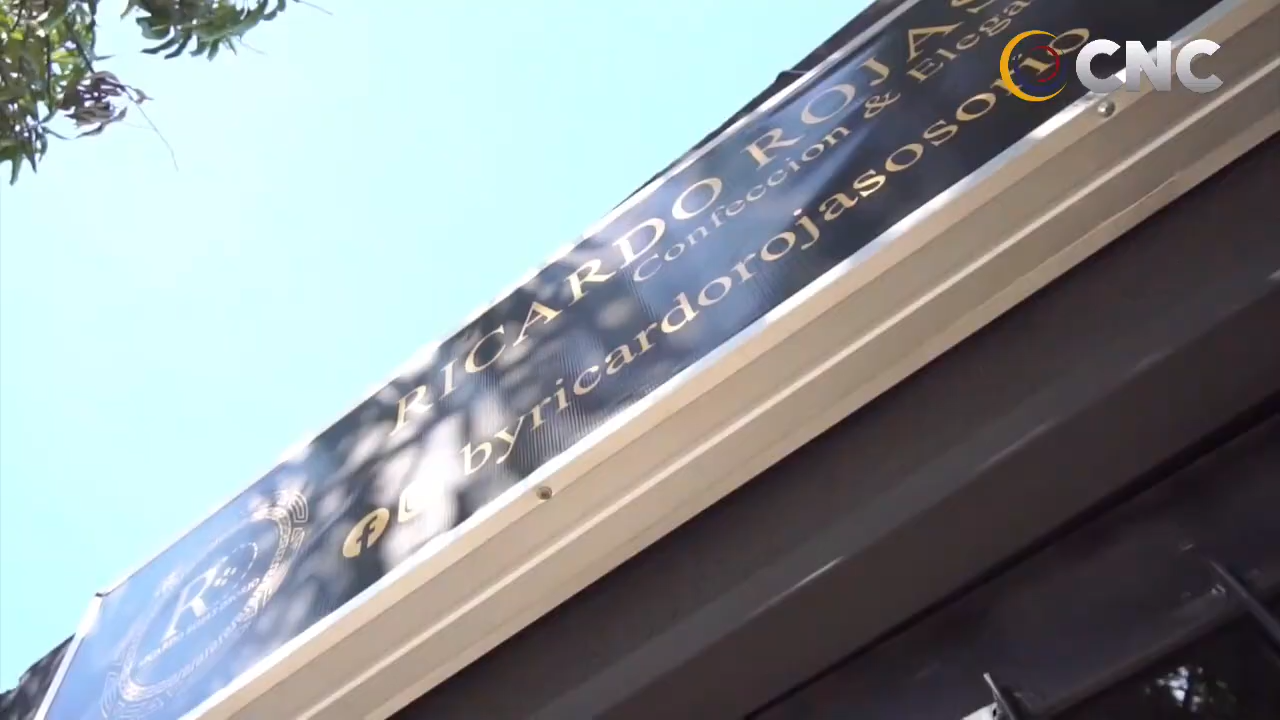 CNC
RICARDO ROJAS
Confeccion & Elega
byricardorojasosorio
R